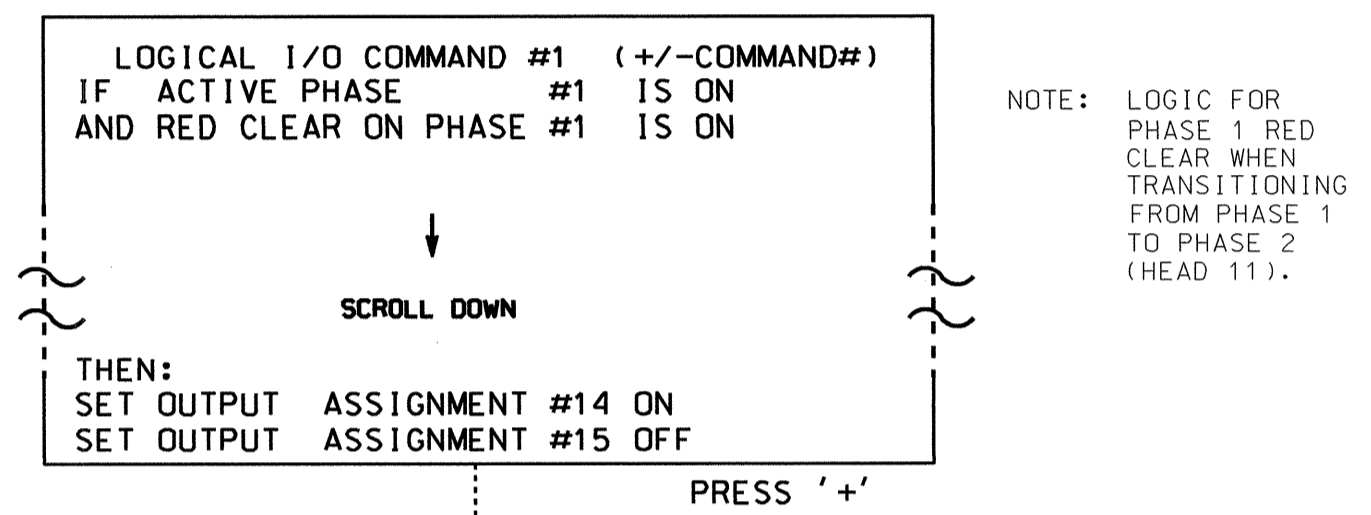 LOGICAL I/O COMMAND #1 (+/-COMMAND#)
IF ACTIVE PHASE #1 IS ON
AND RED CLEAR ON PHASE #1 IS ON
SCROLL DOWN
THEN:
SET OUTPUT ASSIGNMENT #14 ON
SET OUTPUT ASSIGNMENT #15 OFF
PRESS '+'
NOTE: LOGIC FOR
PHASE 1 RED
CLEAR WHEN
TRANSITIONING
FROM PHASE 1
TO PHASE 2
(HEAD 11).